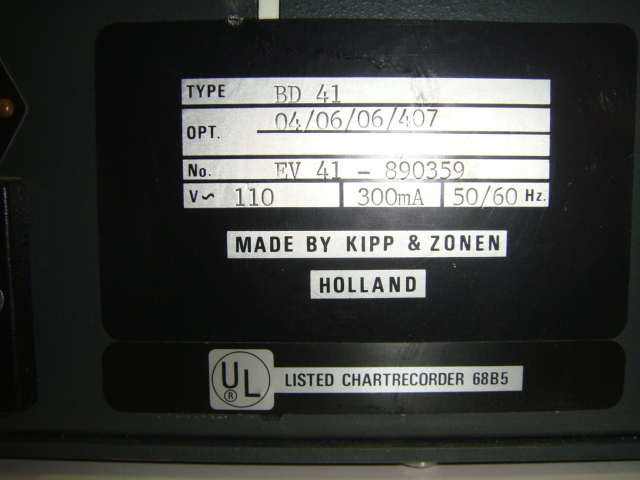 TYPE BD 41
OPT. 04/06/06/407
No. EV 41 - 890359
V~ 110 300mA 50/60 Hz.
MADE BY KIPP & ZONEN
HOLLAND
UL ® LISTED CHARTRECORDER 68B5